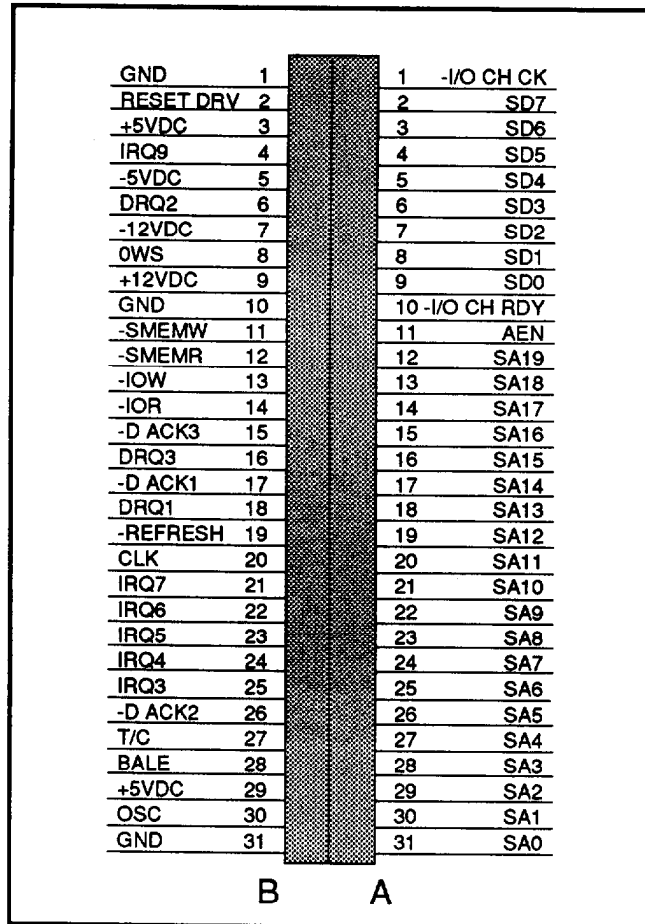 GND 1 1 -I/O CH CK
RESET DRV 2 2 SD7
+5VDC 3 3 SD6
IRQ9 4 4 SD5
-5VDC 5 5 SD4
DRQ2 6 6 SD3
-12VDC 7 7 SD2
0WS 8 8 SD1
+12VDC 9 9 SD0
GND 10 10 -I/O CH RDY
-SMEMW 11 11 AEN
-SMEMR 12 12 SA19
-IOW 13 13 SA18
-IOR 14 14 SA17
-D ACK3 15 15 SA16
DRQ3 16 16 SA15
-D ACK1 17 17 SA14
DRQ1 18 18 SA13
-REFRESH 19 19 SA12
CLK 20 20 SA11
IRQ7 21 21 SA10
IRQ6 22 22 SA9
IRQ5 23 23 SA8
IRQ4 24 24 SA7
IRQ3 25 25 SA6
-D ACK2 26 26 SA5
T/C 27 27 SA4
BALE 28 28 SA3
+5VDC 29 29 SA2
OSC 30 30 SA1
GND 31 31 SA0
B A